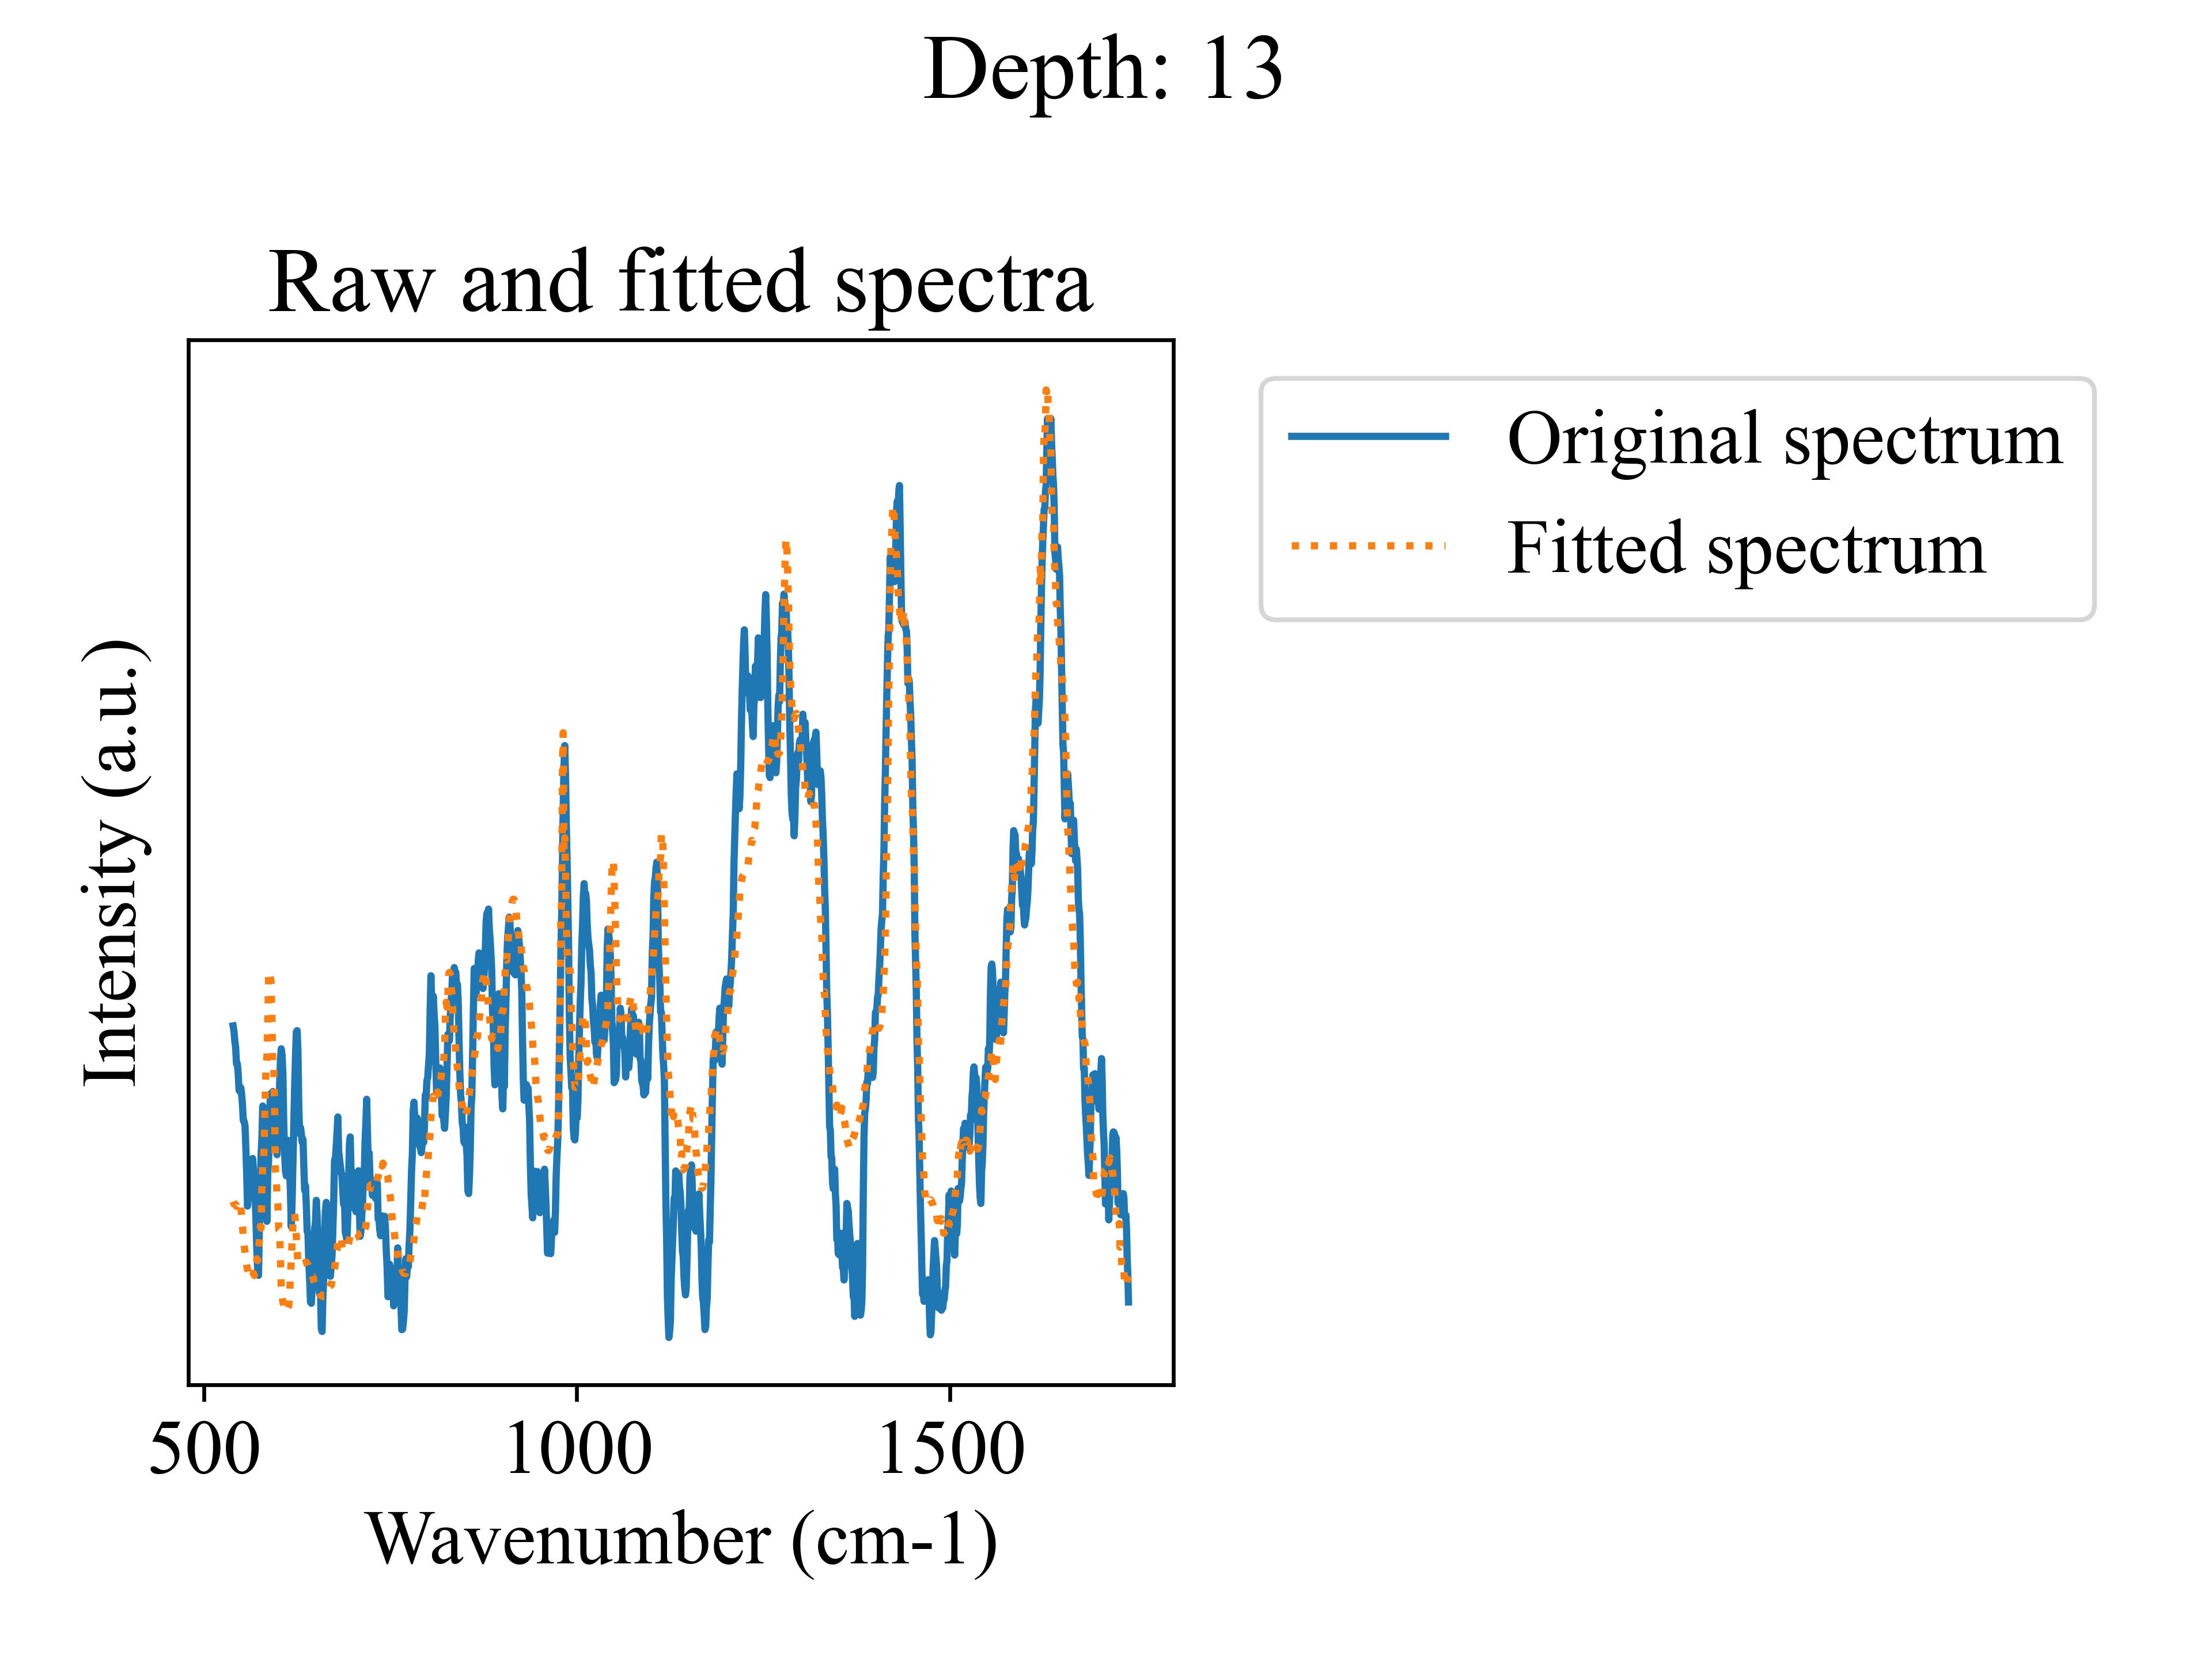 Depth: 13
Raw and fitted spectra
Original spectrum
Fitted spectrum
Intensity (a.u.)
500 1000 1500
Wavenumber (cm-1)